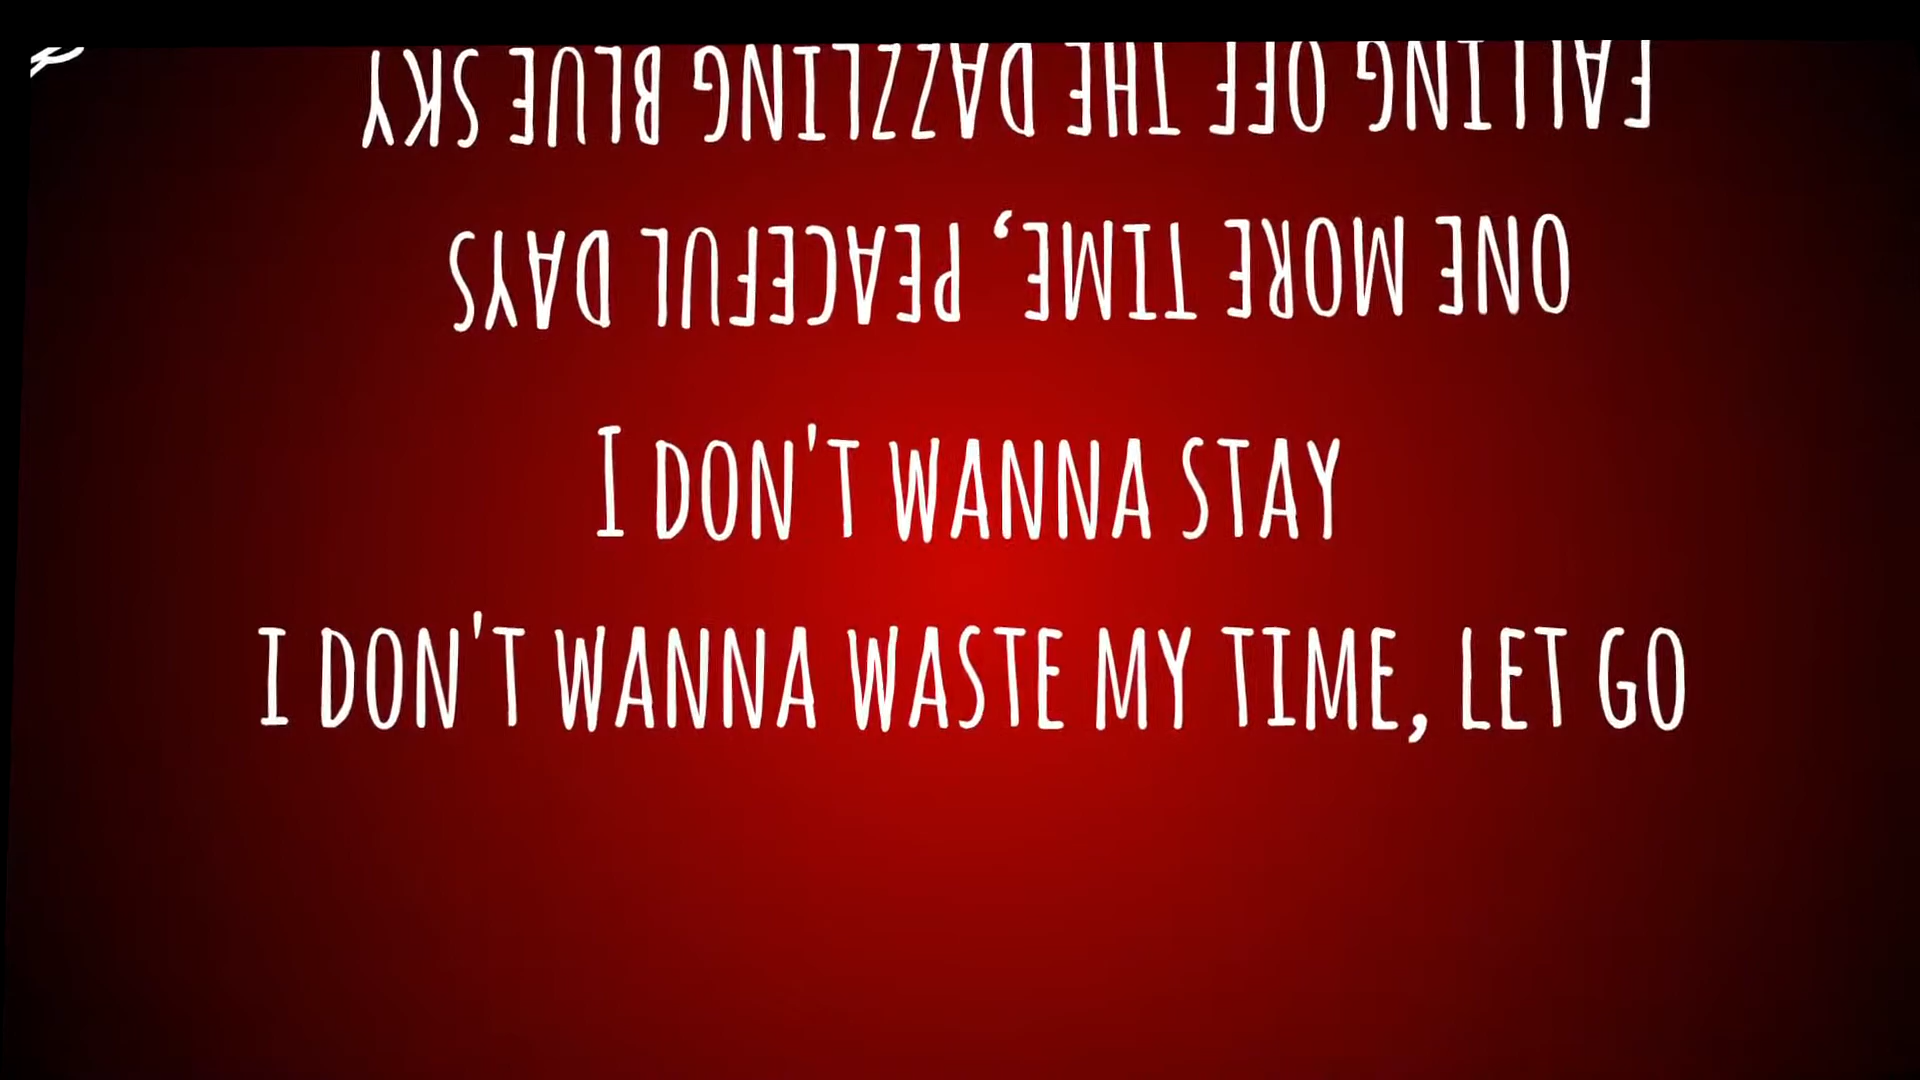 FALLING OFF THE DAZZLING BLUE SKY
ONE MORE TIME, PEACEFUL DAYS
I DON'T WANNA STAY
I DON'T WANNA WASTE MY TIME, LET GO